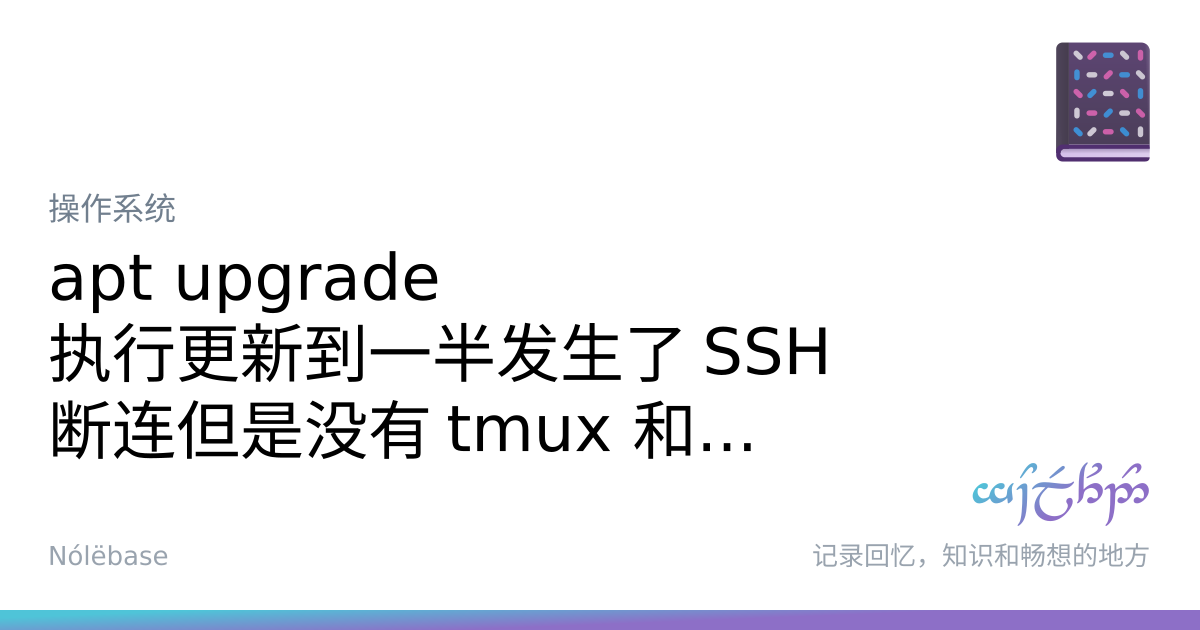 操作系统
apt upgrade
执行更新到一半发生了 SSH
断连但是没有 tmux 和...
Nólëbase
记录回忆，知识和畅想的地方